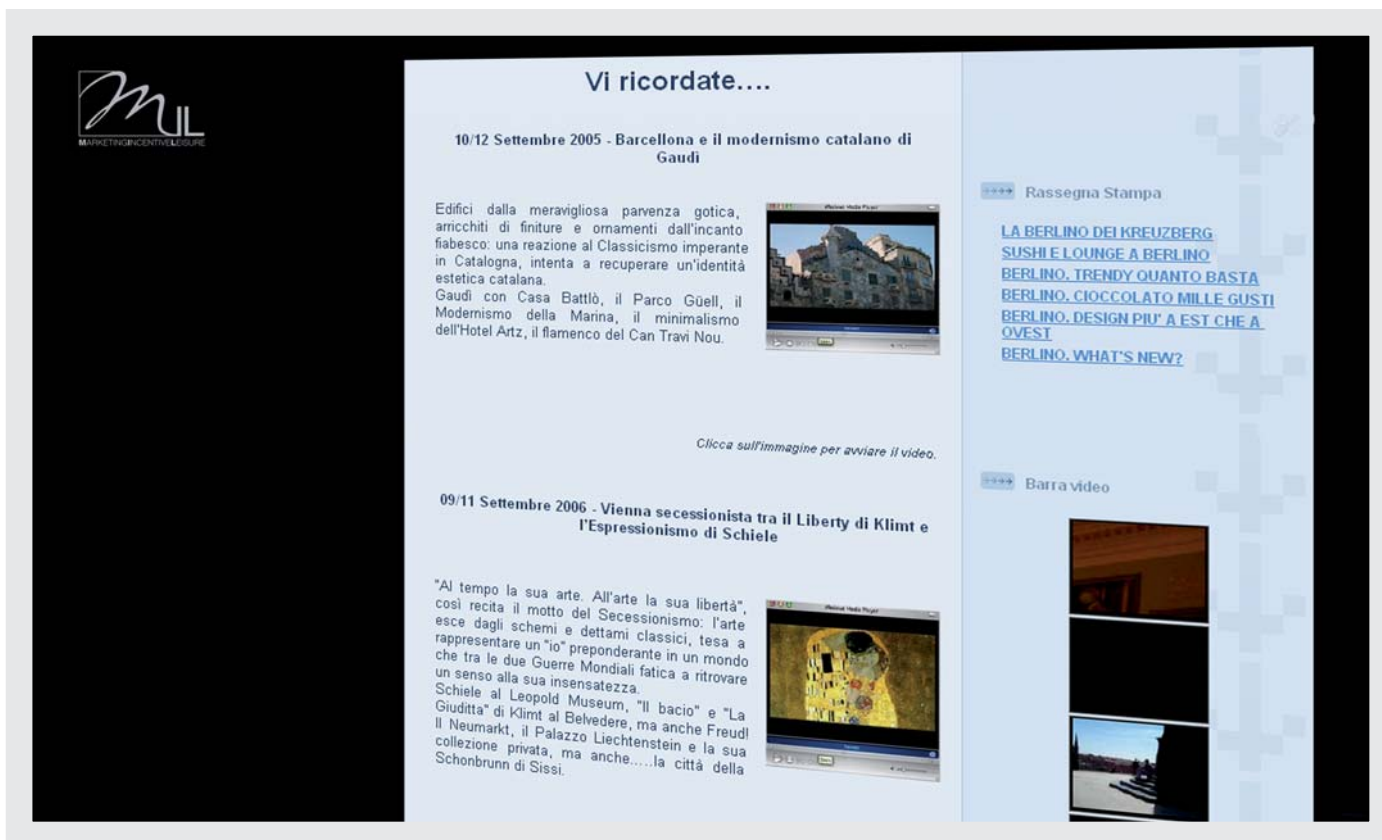 MIL
MARKETINGINCENTIVELEISURE
Vi ricordate....
10/12 Settembre 2005 - Barcellona e il modernismo catalano di
Gaudì
Edifici dalla meravigliosa parvenza gotica,
arricchiti di finiture e ornamenti dall'incanto
fiabesco: una reazione al Classicismo imperante
in Catalogna, intenta a recuperare un'identità
estetica catalana.
Gaudì con Casa Battlò, il Parco Güell, il
Modernismo della Marina, il minimalismo
dell'Hotel Artz, il flamenco del Can Travi Nou.
Clicca sull'immagine per avviare il video.
09/11 Settembre 2006 - Vienna secessionista tra il Liberty di Klimt e
l'Espressionismo di Schiele
"Al tempo la sua arte. All'arte la sua libertà",
così recita il motto del Secessionismo: l'arte
esce dagli schemi e dettami classici, tesa a
rappresentare un "io" preponderante in un mondo
che tra le due Guerre Mondiali fatica a ritrovare
un senso alla sua insensatezza.
Schiele al Leopold Museum, "Il bacio" e "La
Giuditta" di Klimt al Belvedere, ma anche Freud!
Il Neumarkt, il Palazzo Liechtenstein e la sua
collezione privata, ma anche.....la città della
Schonbrunn di Sissi.
Rassegna Stampa
LA BERLINO DEI KREUZBERG
SUSHI E LOUNGE A BERLINO
BERLINO. TRENDY QUANTO BASTA
BERLINO. CIOCCOLATO MILLE GUSTI
BERLINO. DESIGN PIU' A EST CHE A
OVEST
BERLINO. WHAT'S NEW?
Barra video